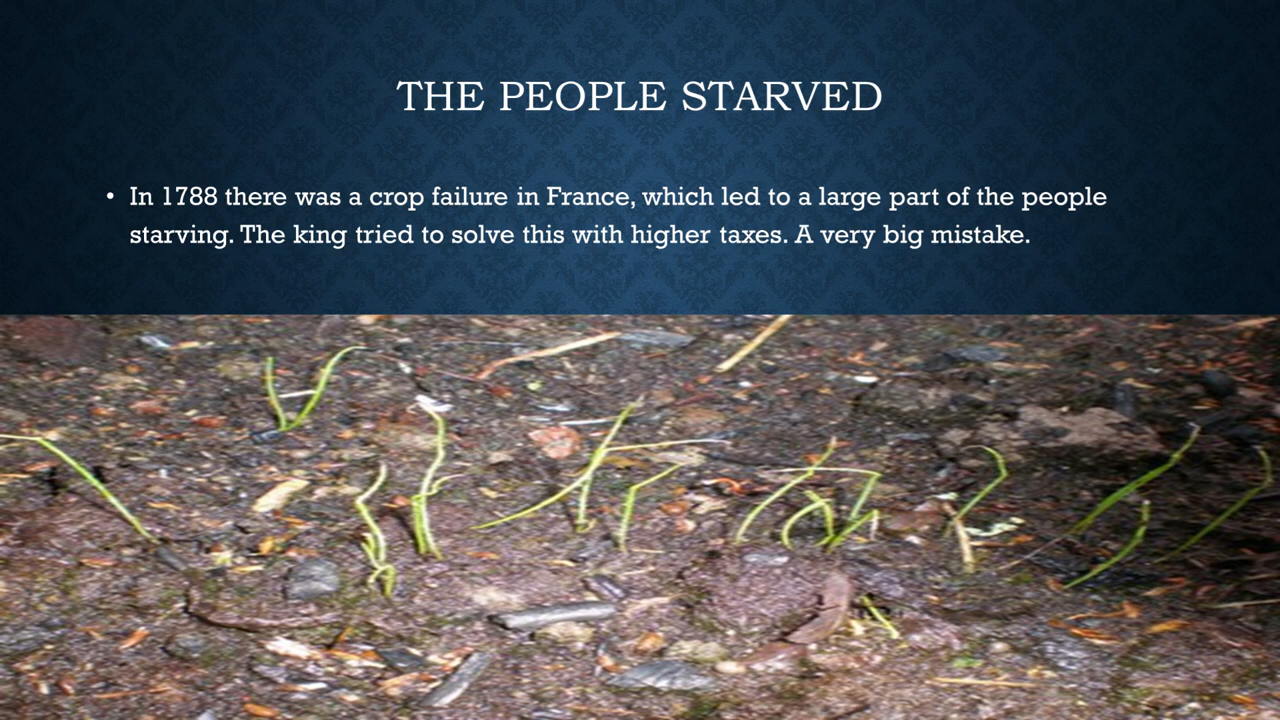 THE PEOPLE STARVED
• In 1788 there was a crop failure in France, which led to a large part of the people
starving. The king tried to solve this with higher taxes. A very big mistake.